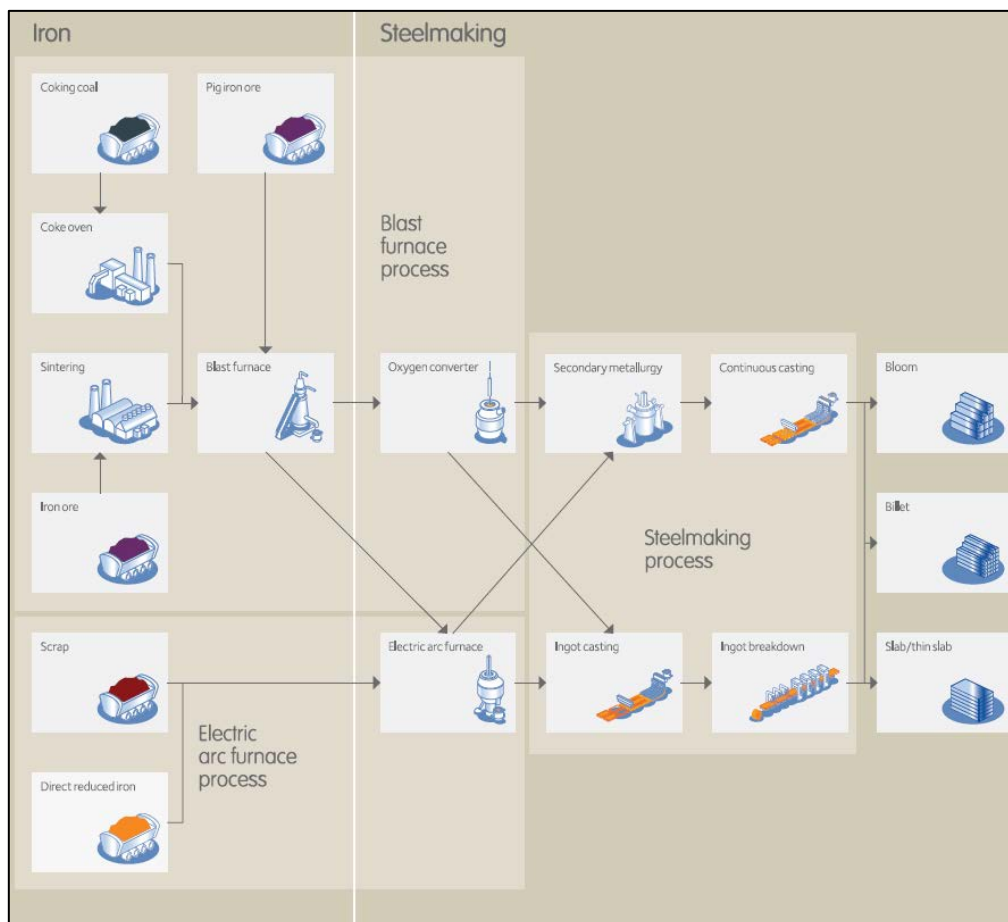 Iron
Steelmaking
Coking coal
Pig iron ore
Coke oven
Blast
furnace
process
Sintering
Blast furnace
Oxygen converter
Secondary metallurgy
Continuous casting
Bloom
Iron ore
Billet
Steelmaking
process
Scrap
Electric arc furnace
Ingot casting
Ingot breakdown
Slab/thin slab
Electric
arc furnace
process
Direct reduced iron